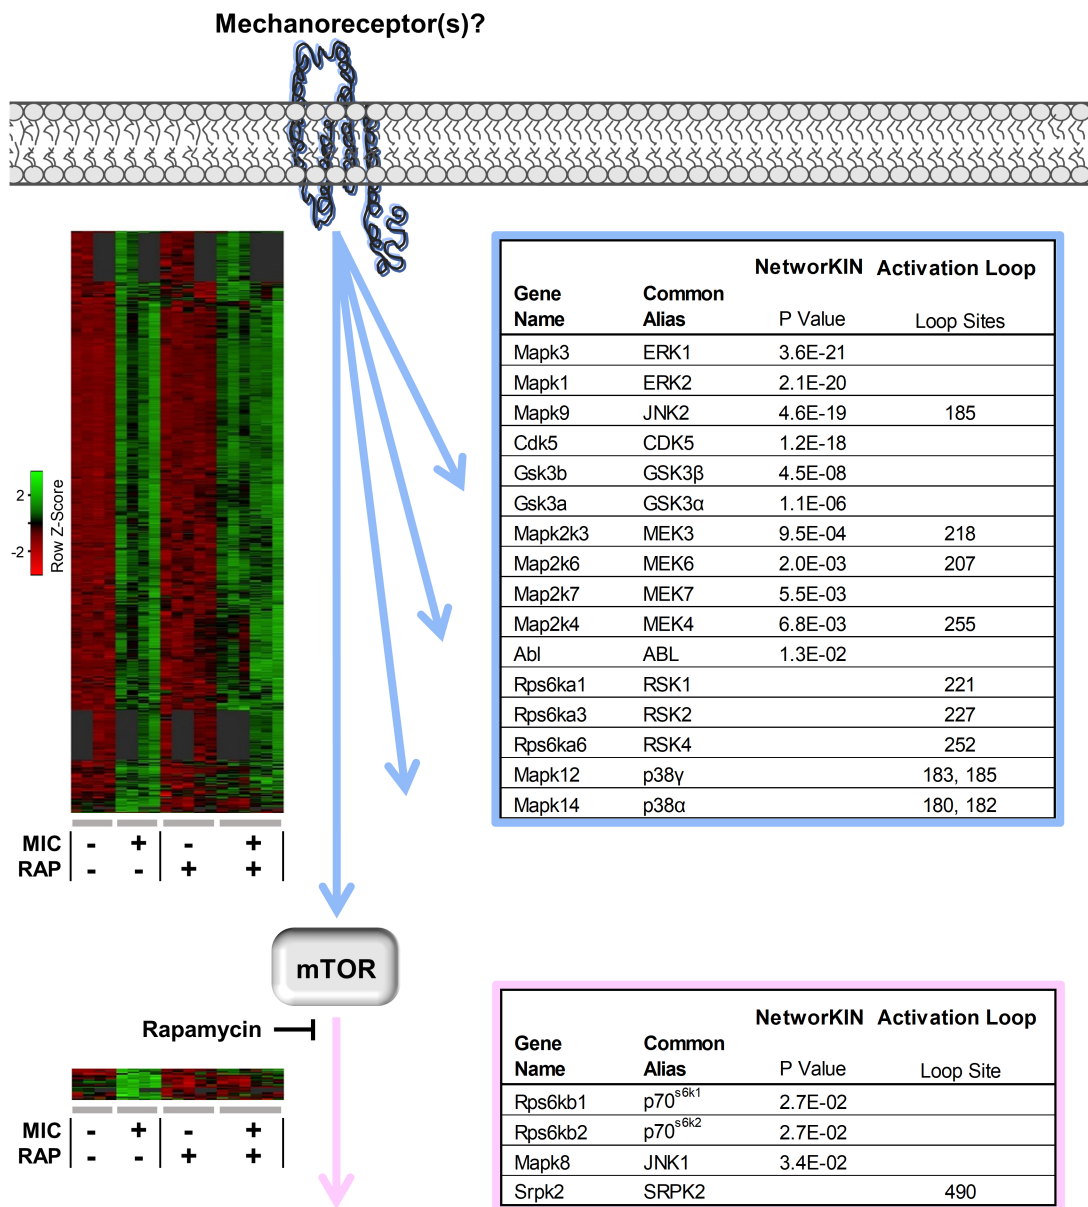 Mechanoreceptor(s)?
2
-2
Row Z-Score
MIC - + - +
RAP - - + +
NetworKIN Activation Loop
Gene Common
Name Alias P Value Loop Sites
Mapk3 ERK1 3.6E-21
Mapk1 ERK2 2.1E-20
Mapk9 JNK2 4.6E-19 185
Cdk5 CDK5 1.2E-18
Gsk3b GSK3β 4.5E-08
Gsk3a GSK3α 1.1E-06
Mapk2k3 MEK3 9.5E-04 218
Map2k6 MEK6 2.0E-03 207
Map2k7 MEK7 5.5E-03
Map2k4 MEK4 6.8E-03 255
Abl ABL 1.3E-02
Rps6ka1 RSK1 221
Rps6ka3 RSK2 227
Rps6ka6 RSK4 252
Mapk12 p38γ 183, 185
Mapk14 p38α 180, 182
mTOR
Rapamycin
MIC - + - +
RAP - - + +
NetworKIN Activation Loop
Gene Common
Name Alias P Value Loop Site
Rps6kb1 p70s6k1 2.7E-02
Rps6kb2 p70s6k2 2.7E-02
Mapk8 JNK1 3.4E-02
Srpk2 SRPK2 490